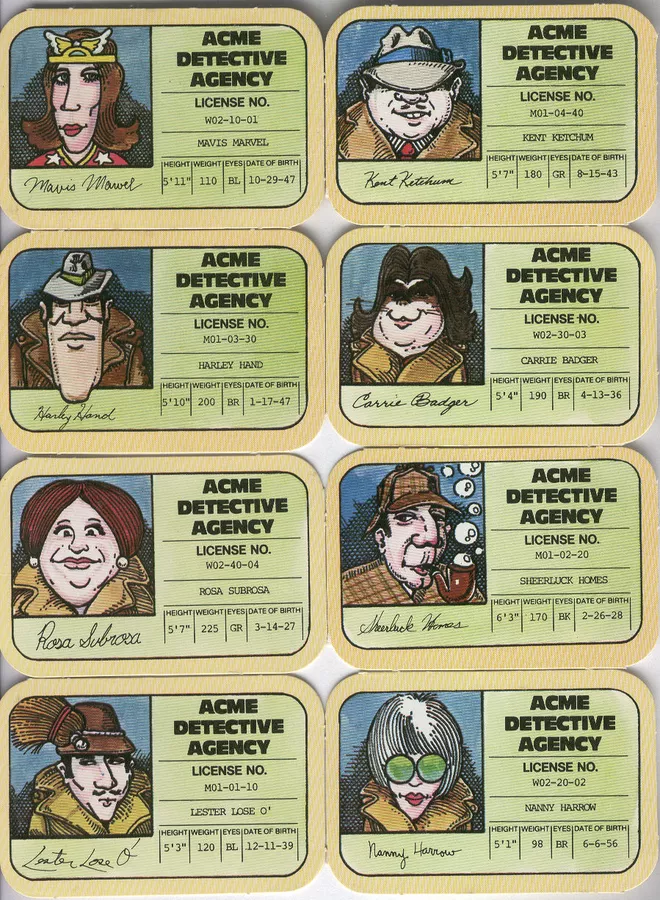 ACME
DETECTIVE
AGENCY
LICENSE NO.
W02-10-01
MAVIS MARVEL
HEIGHT WEIGHT EYES DATE OF BIRTH
5'11" 110 BL 10-29-47
Mavis Marvel
ACME
DETECTIVE
AGENCY
LICENSE NO.
M01-04-40
KENT KETCHUM
HEIGHT WEIGHT EYES DATE OF BIRTH
5'7" 180 GR 8-15-43
Kent Ketchum
ACME
DETECTIVE
AGENCY
LICENSE NO.
M01-03-30
HARLEY HAND
HEIGHT WEIGHT EYES DATE OF BIRTH
5'10" 200 BR 1-17-47
Harley Hand
ACME
DETECTIVE
AGENCY
LICENSE NO.
W02-30-03
CARRIE BADGER
HEIGHT WEIGHT EYES DATE OF BIRTH
5'4" 190 BR 4-13-36
Carrie Badger
ACME
DETECTIVE
AGENCY
LICENSE NO.
W02-40-04
ROSA SUBROSA
HEIGHT WEIGHT EYES DATE OF BIRTH
5'7" 225 GR 3-14-27
Rosa Subrosa
ACME
DETECTIVE
AGENCY
LICENSE NO.
M01-02-20
SHEERLUCK HOMES
HEIGHT WEIGHT EYES DATE OF BIRTH
6'3" 170 BK 2-26-28
Sheerluck Homes
ACME
DETECTIVE
AGENCY
LICENSE NO.
M01-01-10
LESTER LOSE O'
HEIGHT WEIGHT EYES DATE OF BIRTH
5'3" 120 BL 12-11-39
Lester Lose O'
ACME
DETECTIVE
AGENCY
LICENSE NO.
W02-20-02
NANNY HARROW
HEIGHT WEIGHT EYES DATE OF BIRTH
5'1" 98 BR 6-6-56
Nanny Harrow